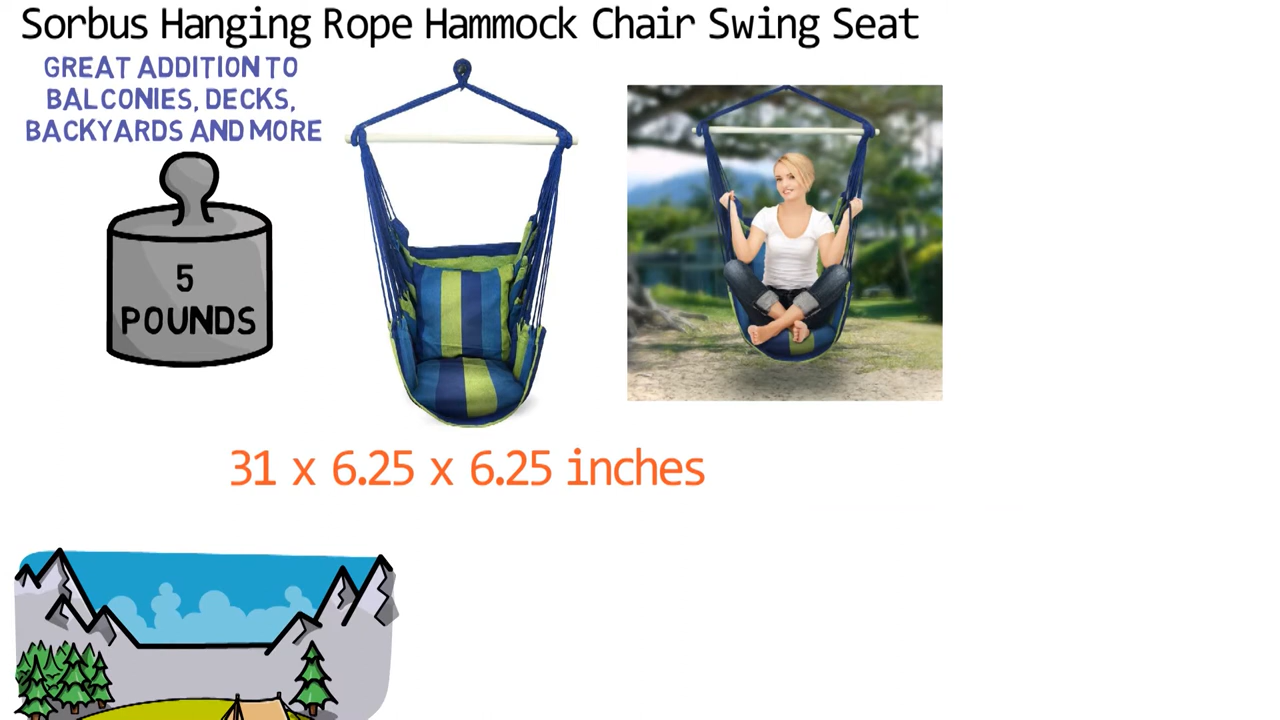 Sorbus Hanging Rope Hammock Chair Swing Seat
GREAT ADDITION TO
BALCONIES, DECKS,
BACKYARDS AND MORE
5
POUNDS
31 x 6.25 x 6.25 inches